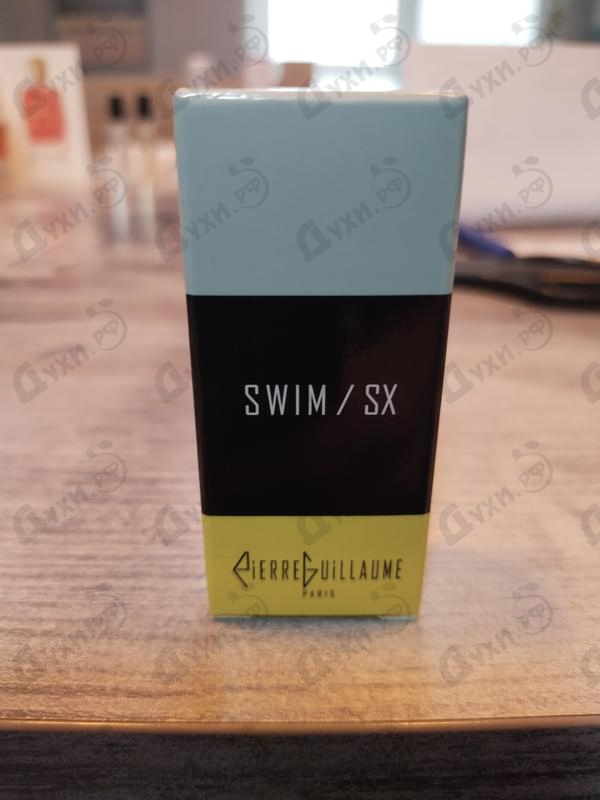 SWIM / SX
PIERREGUILLAUME
PARIS
Духи.рф